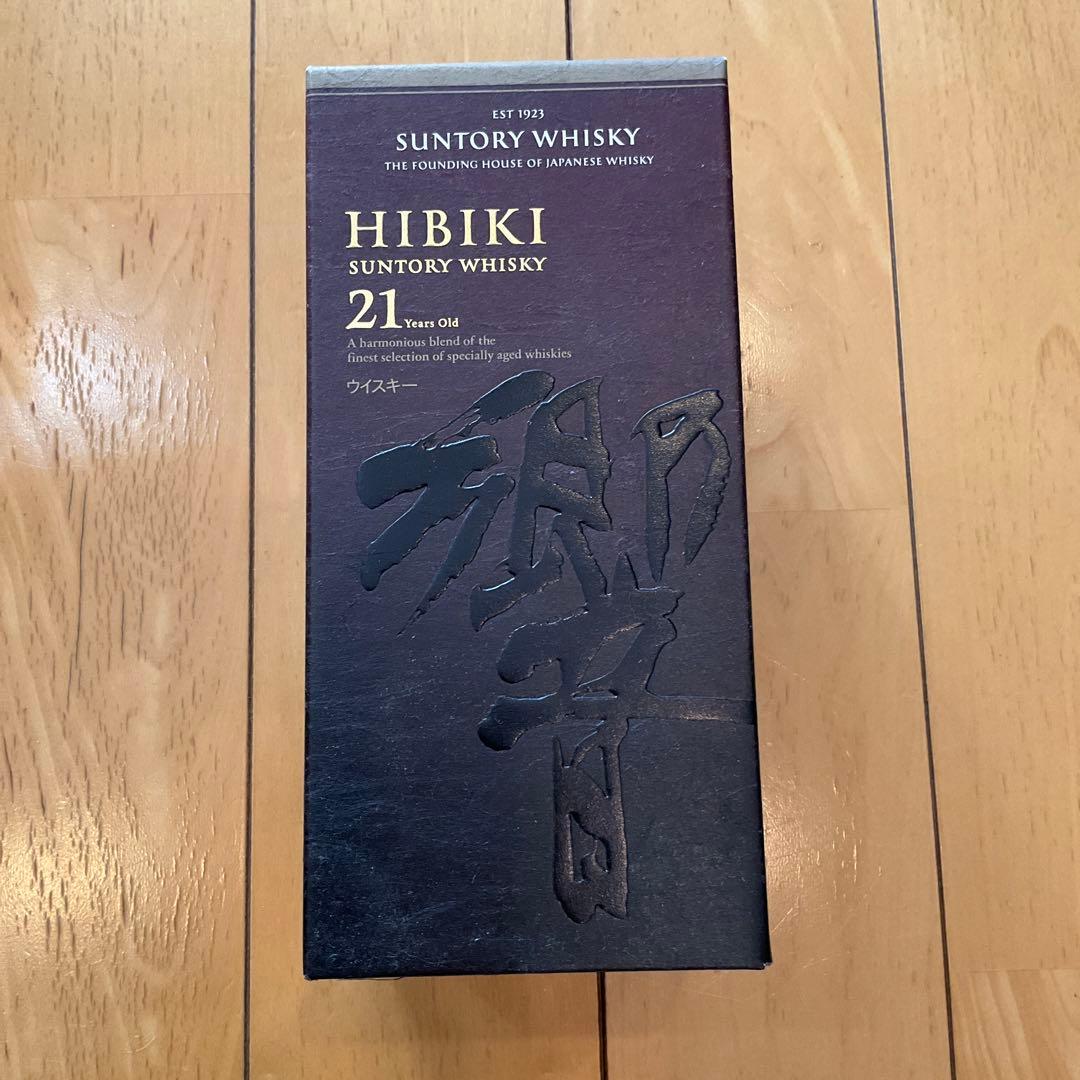 EST 1923
SUNTORY WHISKY
THE FOUNDING HOUSE OF JAPANESE WHISKY
HIBIKI
SUNTORY WHISKY
21 Years Old
A harmonious blend of the
finest selection of specially aged whiskies
ウイスキー
響